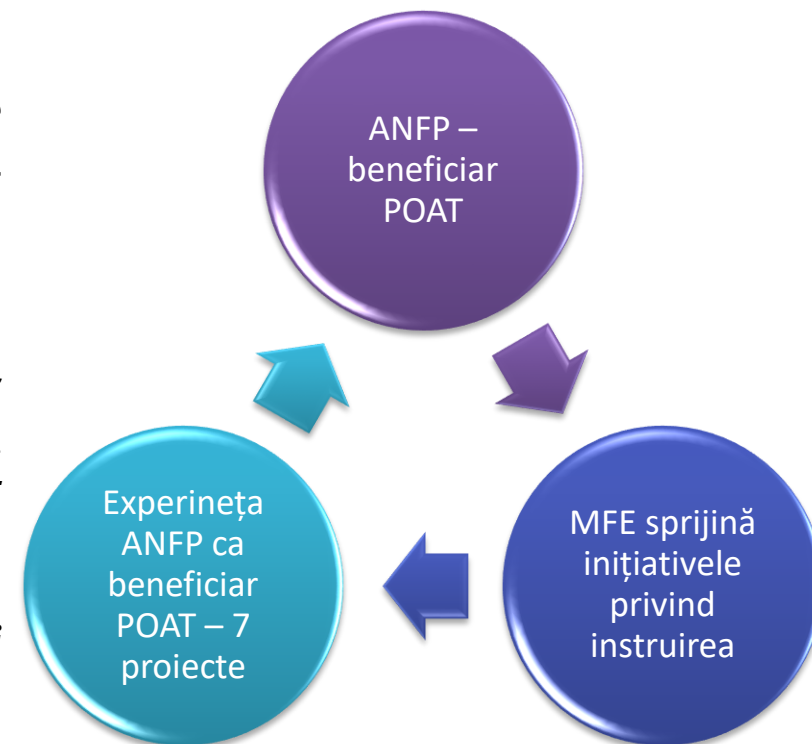 ANFP –
beneficiar
POAT
MFE sprijină
inițiativele
privind
instruirea
Experineța
ANFP ca
beneficiar
POAT – 7
proiecte